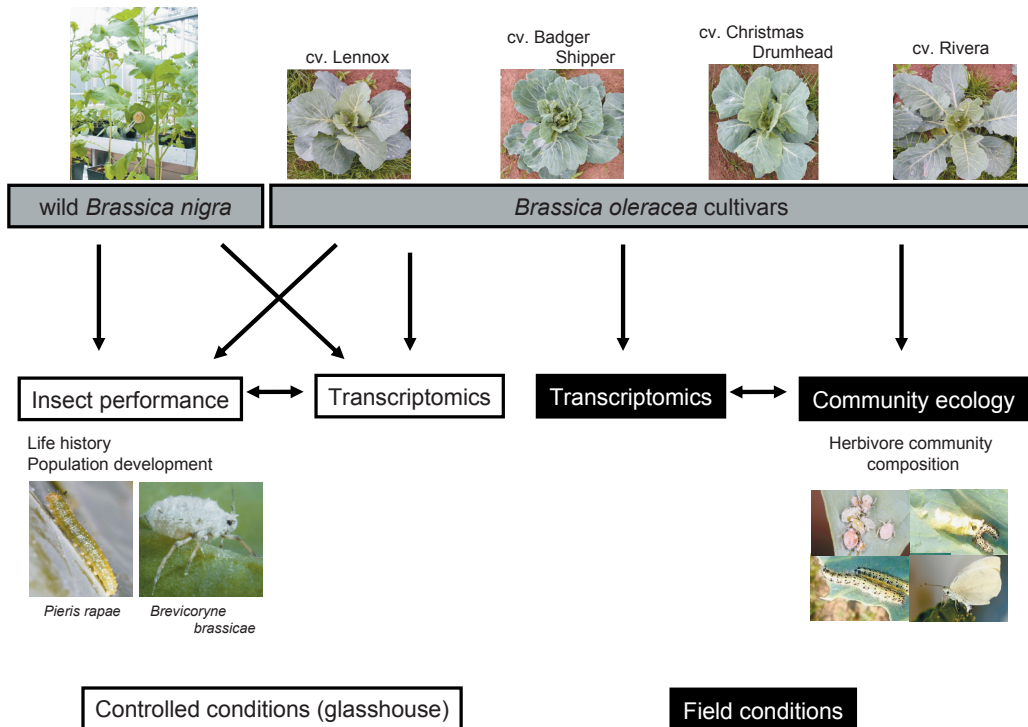 cv. Lennox
cv. Badger
Shipper
cv. Christmas
Drumhead
cv. Rivera
wild Brassica nigra
Brassica oleracea cultivars
Insect performance
Transcriptomics
Transcriptomics
Community ecology
Life history
Population development
Herbivore community
composition
Pieris rapae
Brevicoryne
brassicae
Controlled conditions (glasshouse)
Field conditions